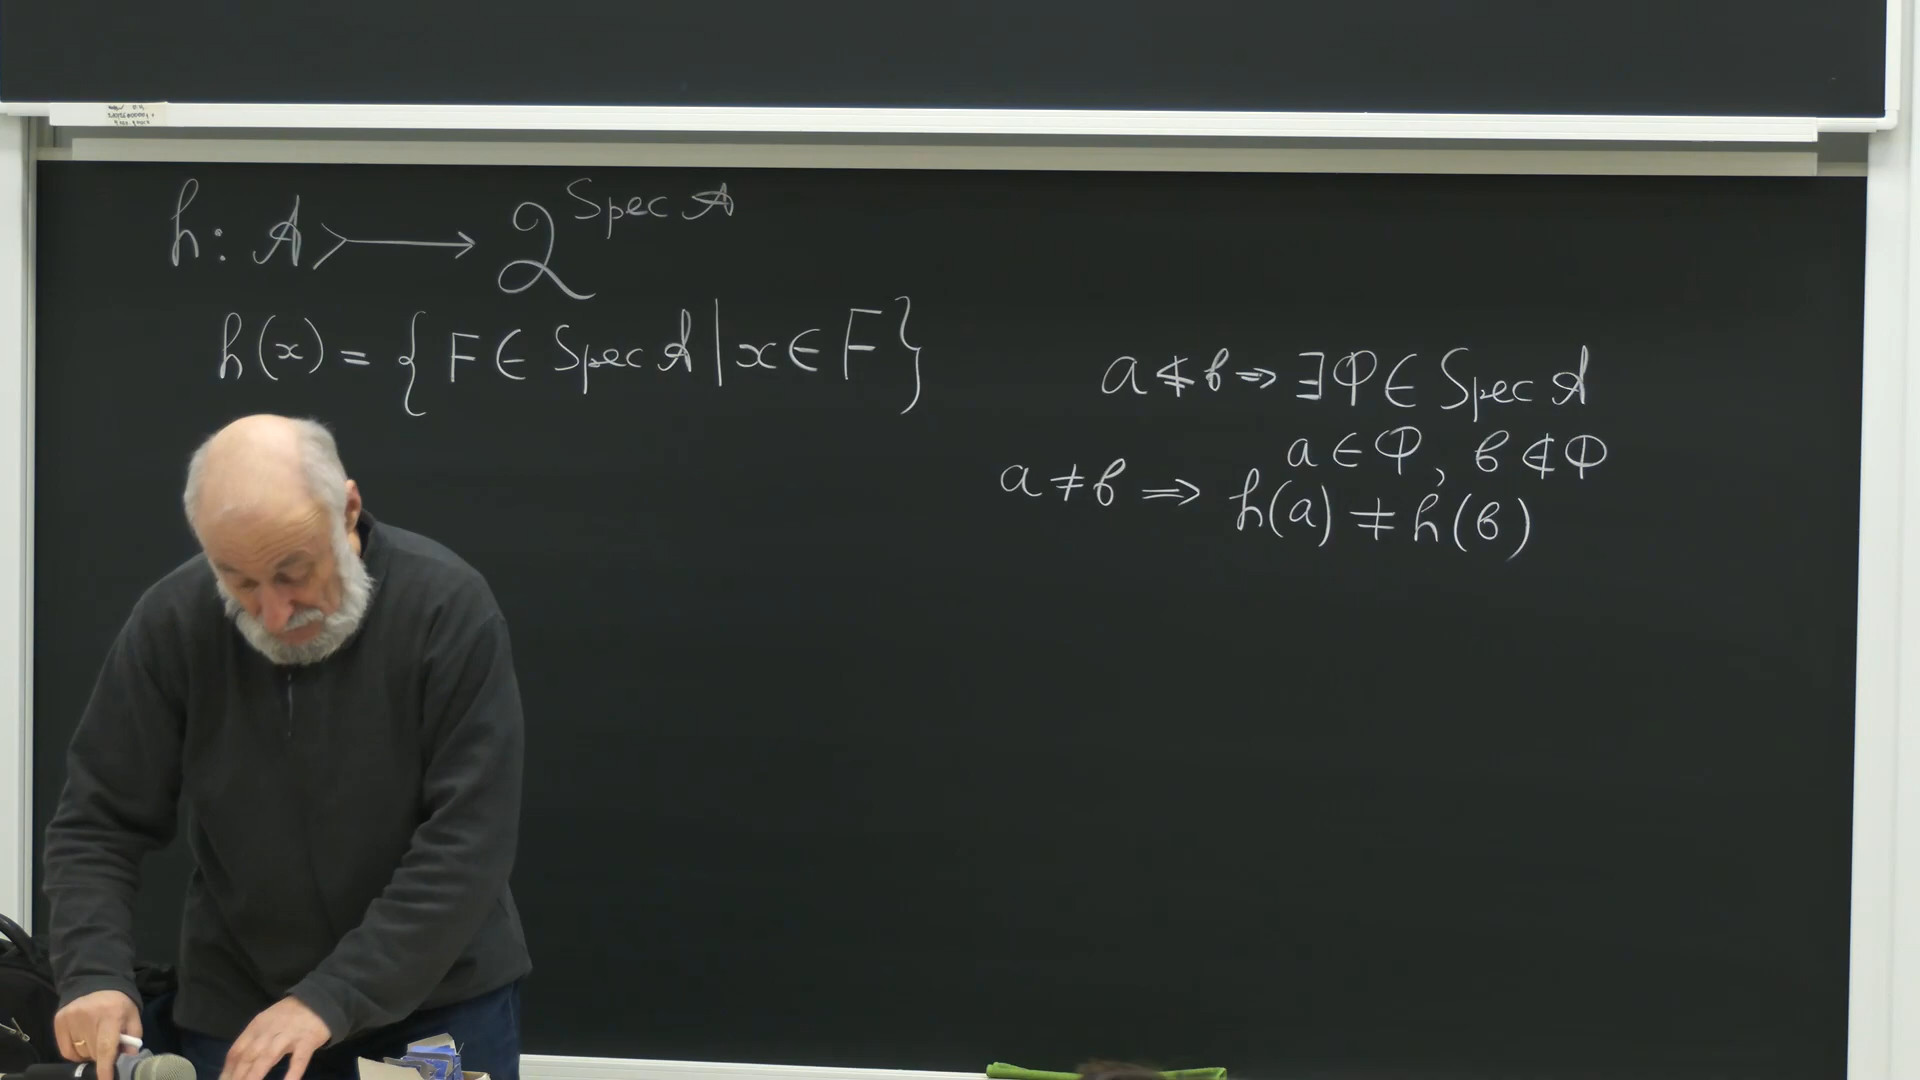 h: A ↣ 2^{Spec A}
h(x) = { F ∈ Spec A | x ∈ F }
a ≰ b ⇒ ∃Φ ∈ Spec A
a ∈ Φ, b ∉ Φ
a ≠ b ⇒ h(a) ≠ h(b)